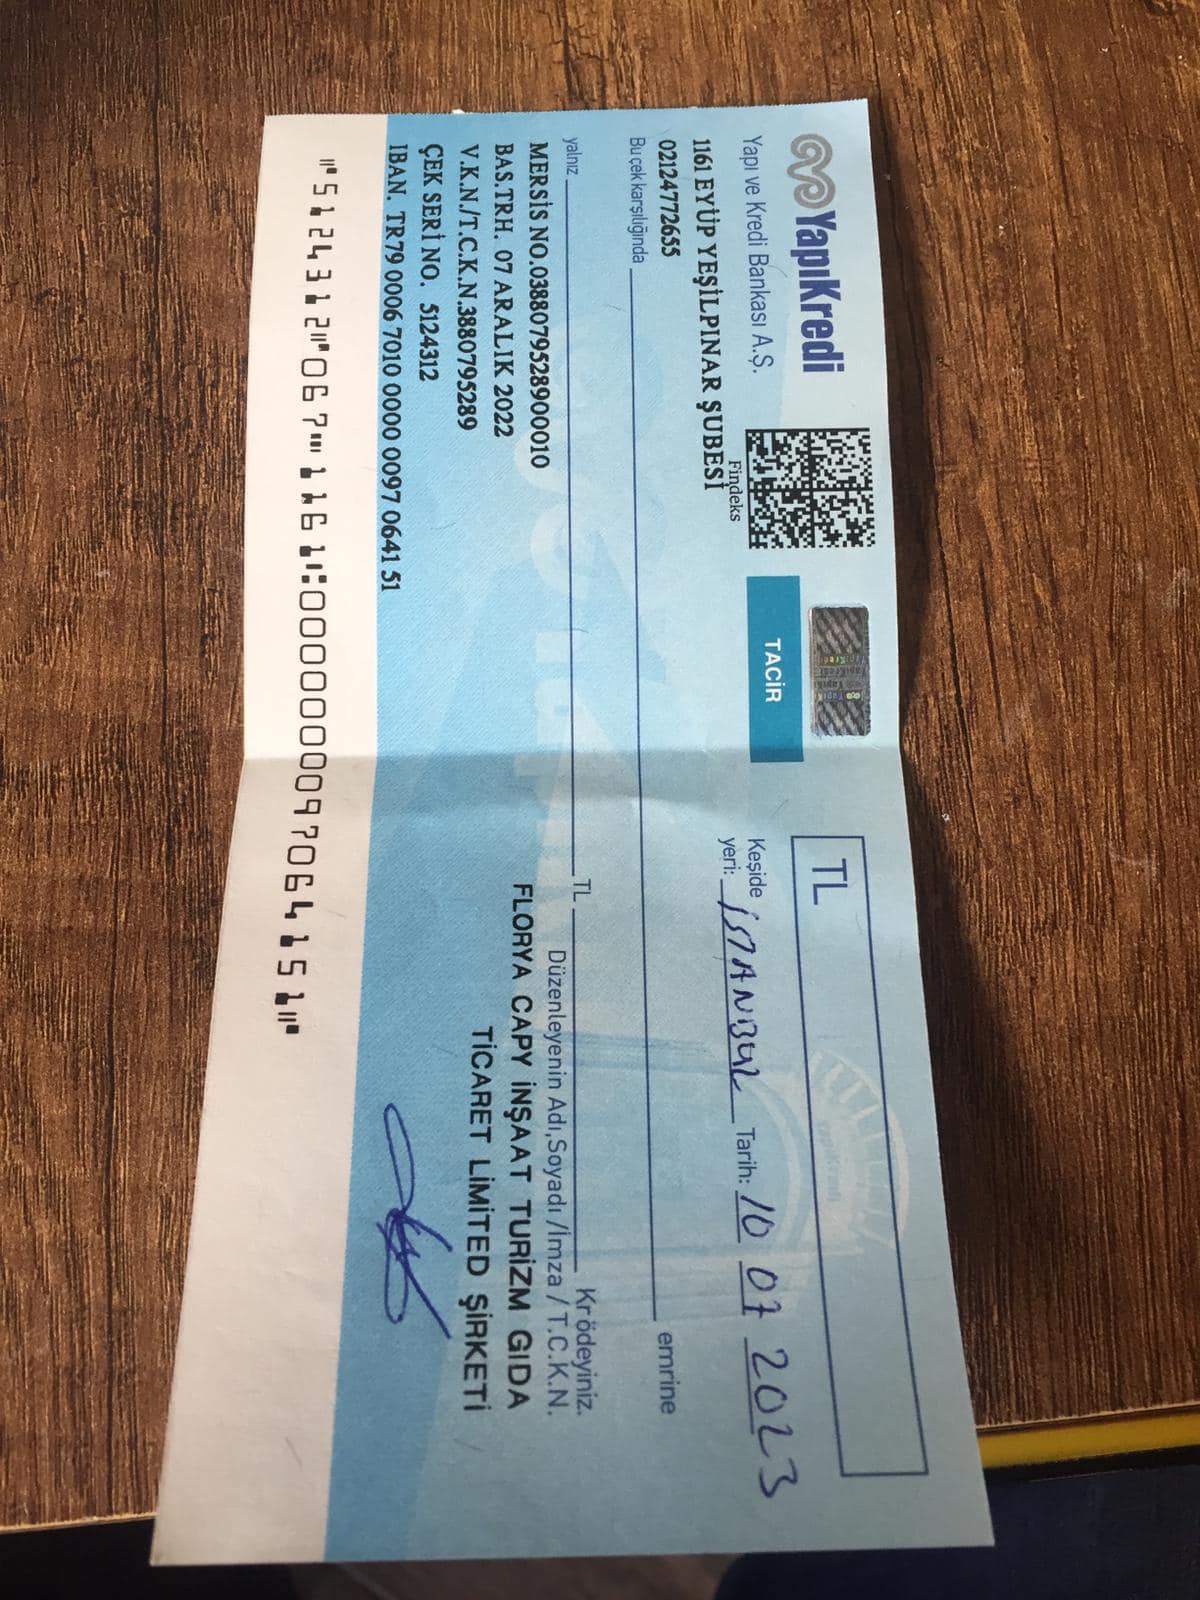 YapıKredi
Yapı ve Kredi Bankası A.Ş.
1161 EYÜP YEŞİLPINAR ŞUBESİ
02124772655
Findeks
TACİR
TL
Keşide yeri: İSTANBUL Tarih: 10 07 2023
Bu çek karşılığında emrine
yalnız TL Kr ödeyiniz.
MERSİS NO.0388079528900010
BAS.TRH. 07 ARALIK 2022
V.K.N./T.C.K.N.3880795289
ÇEK SERİ NO. 5124312
IBAN. TR79 0006 7010 0000 0097 0641 51
Düzenleyenin Adı,Soyadı /İmza / T.C.K.N.
FLORYA CAPY İNŞAAT TURİZM GIDA
TİCARET LİMİTED ŞİRKETİ
⑈5124312⑈067⑉1161⑆0000000097064151⑈